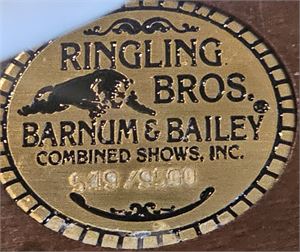 RINGLING
BROS.®
BARNUM & BAILEY
COMBINED SHOWS, INC.